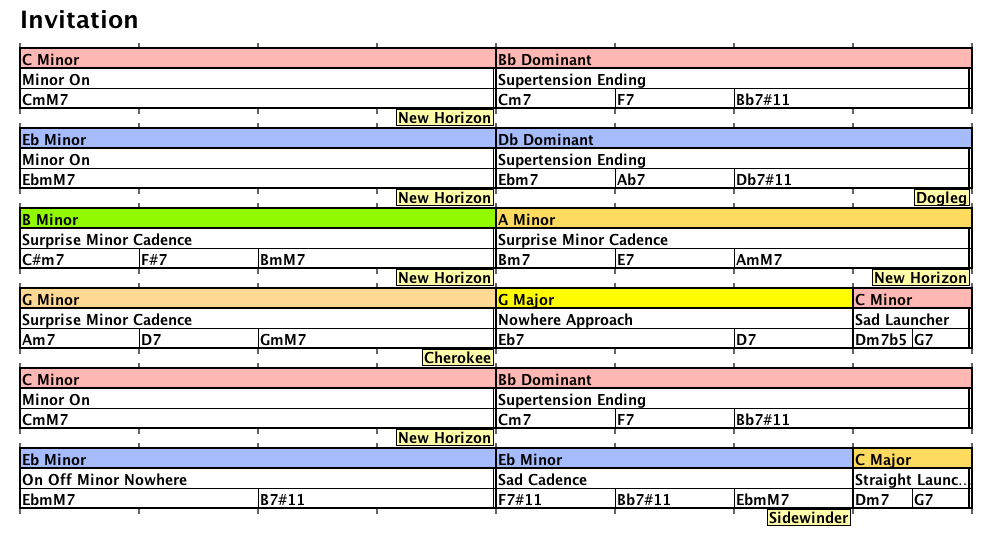 Invitation
C Minor Bb Dominant
Minor On Supertension Ending
CmM7 Cm7 F7 Bb7#11
New Horizon
Eb Minor Db Dominant
Minor On Supertension Ending
EbmM7 Ebm7 Ab7 Db7#11
New Horizon Dogleg
B Minor A Minor
Surprise Minor Cadence Surprise Minor Cadence
C#m7 F#7 BmM7 Bm7 E7 AmM7
New Horizon New Horizon
G Minor G Major C Minor
Surprise Minor Cadence Nowhere Approach Sad Launcher
Am7 D7 GmM7 Eb7 D7 Dm7b5 G7
Cherokee
C Minor Bb Dominant
Minor On Supertension Ending
CmM7 Cm7 F7 Bb7#11
New Horizon
Eb Minor Eb Minor C Major
On Off Minor Nowhere Sad Cadence Straight Launc..
EbmM7 B7#11 F7#11 Bb7#11 EbmM7 Dm7 G7
Sidewinder